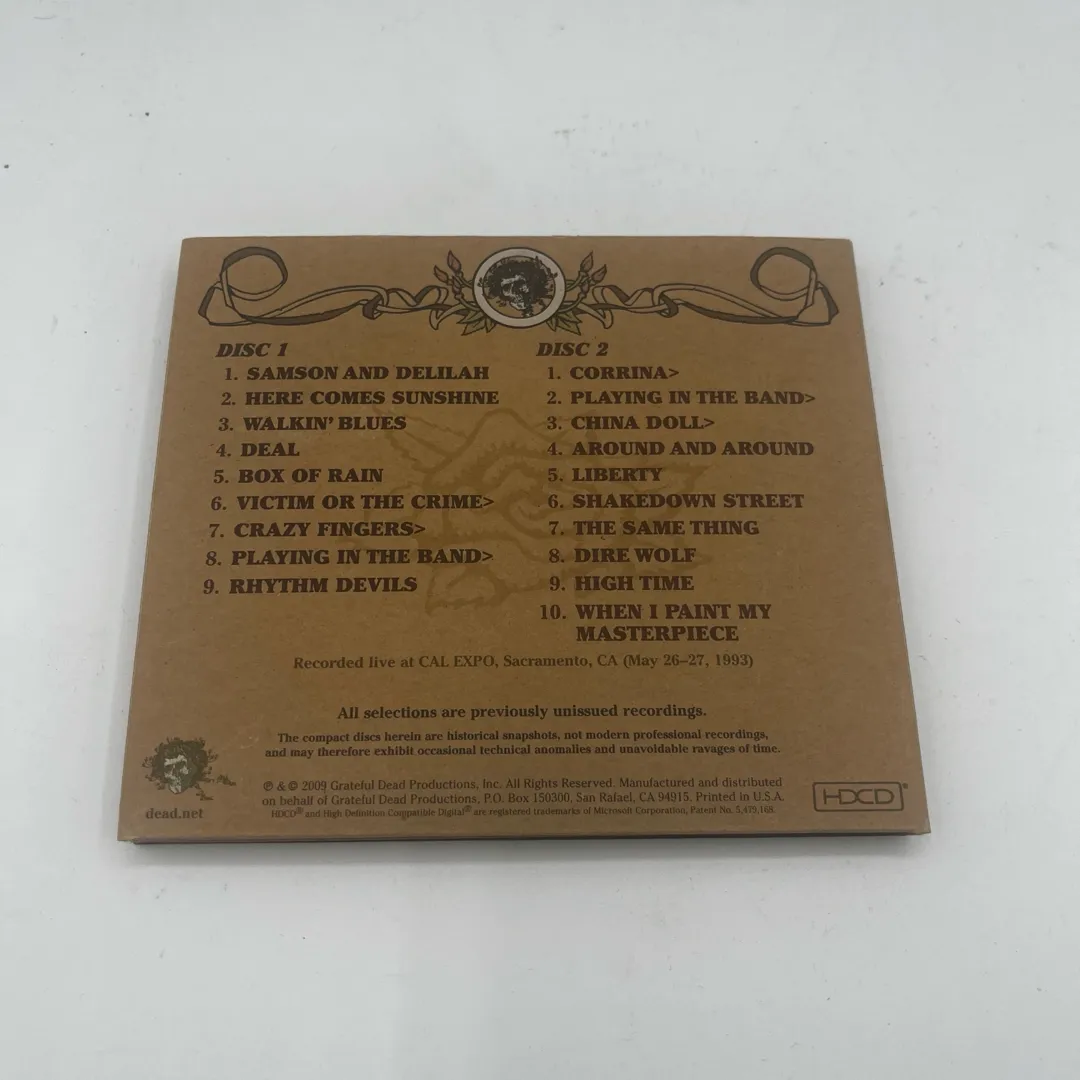 DISC 1
1. SAMSON AND DELILAH
2. HERE COMES SUNSHINE
3. WALKIN' BLUES
4. DEAL
5. BOX OF RAIN
6. VICTIM OR THE CRIME>
7. CRAZY FINGERS>
8. PLAYING IN THE BAND>
9. RHYTHM DEVILS
DISC 2
1. CORRINA>
2. PLAYING IN THE BAND>
3. CHINA DOLL>
4. AROUND AND AROUND
5. LIBERTY
6. SHAKEDOWN STREET
7. THE SAME THING
8. DIRE WOLF
9. HIGH TIME
10. WHEN I PAINT MY
MASTERPIECE
Recorded live at CAL EXPO, Sacramento, CA (May 26–27, 1993)
All selections are previously unissued recordings.
The compact discs herein are historical snapshots, not modern professional recordings,
and may therefore exhibit occasional technical anomalies and unavoidable ravages of time.
℗ & © 2009 Grateful Dead Productions, Inc. All Rights Reserved. Manufactured and distributed
on behalf of Grateful Dead Productions, P.O. Box 150300, San Rafael, CA 94915. Printed in U.S.A.
HDCD® and High Definition Compatible Digital® are registered trademarks of Microsoft Corporation, Patent No. 5,479,168.
dead.net
HDCD®